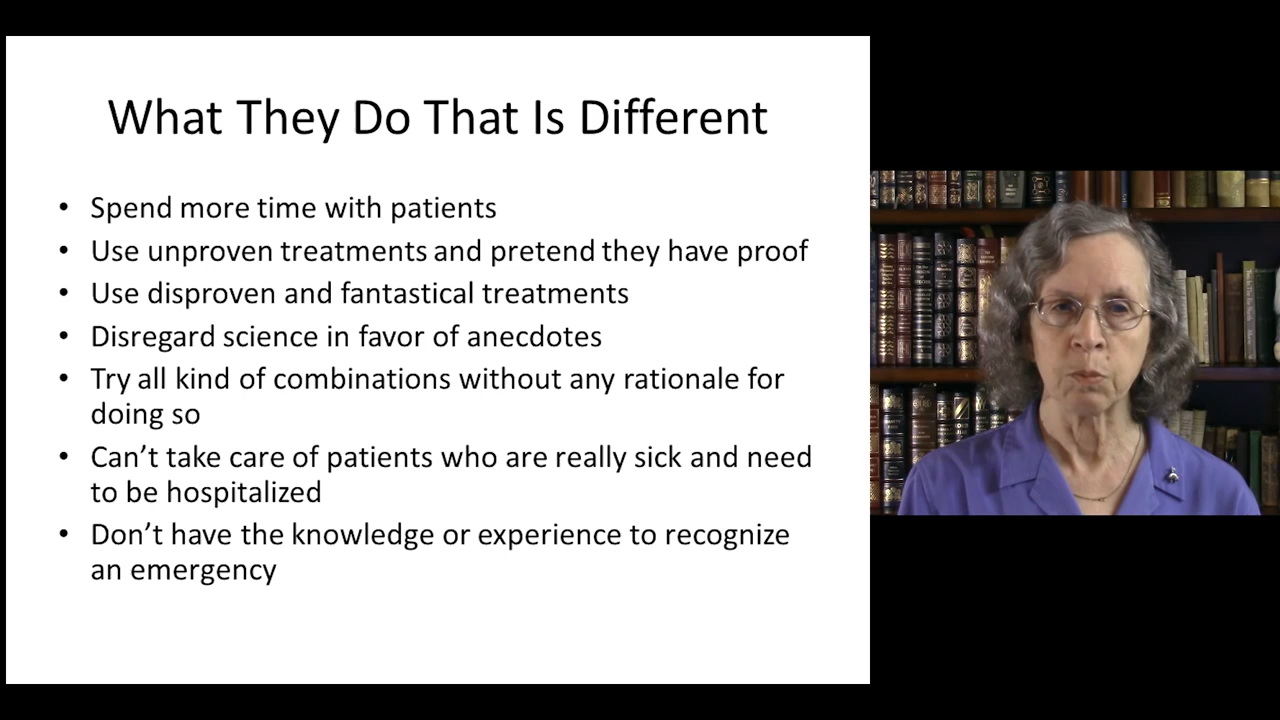 What They Do That Is Different
• Spend more time with patients
• Use unproven treatments and pretend they have proof
• Use disproven and fantastical treatments
• Disregard science in favor of anecdotes
• Try all kind of combinations without any rationale for
doing so
• Can’t take care of patients who are really sick and need
to be hospitalized
• Don’t have the knowledge or experience to recognize
an emergency